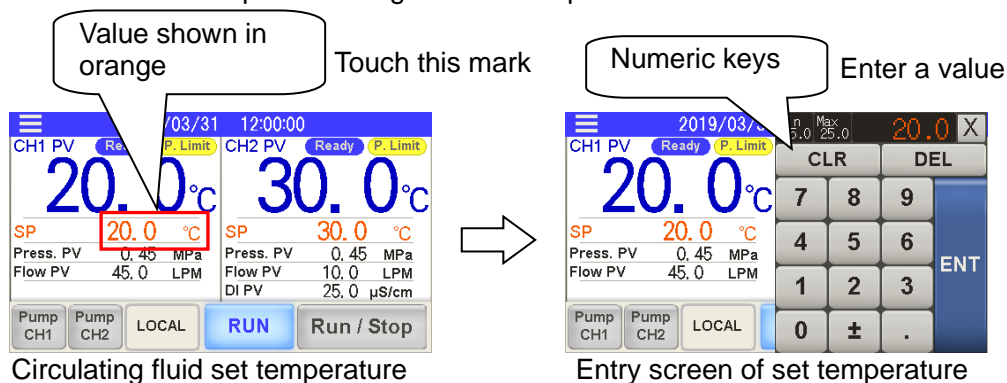 Value shown in
orange
Touch this mark
Numeric keys
Enter a value
/03/31 12:00:00
CH1 PV P. Limit CH2 PV Ready P. Limit
20. 0 ℃ 30. 0 ℃
SP 20. 0 ℃ SP 30. 0 ℃
Press. PV 0. 45 MPa Press. PV 0. 45 MPa
Flow PV 45. 0 LPM Flow PV 10. 0 LPM
DI PV 25. 0 μS/cm
Pump CH1 Pump CH2 LOCAL RUN Run / Stop
Circulating fluid set temperature
2019/03/ Max 25.0 20. 0 X
CH1 PV Ready P. Limit
20. 0 ℃
SP 20. 0 ℃
Press. PV 0. 45 MPa
Flow PV 45. 0 LPM
Pump CH1 Pump CH2 LOCAL
CLR DEL
7 8 9
4 5 6
ENT
1 2 3
0 ± .
Entry screen of set temperature